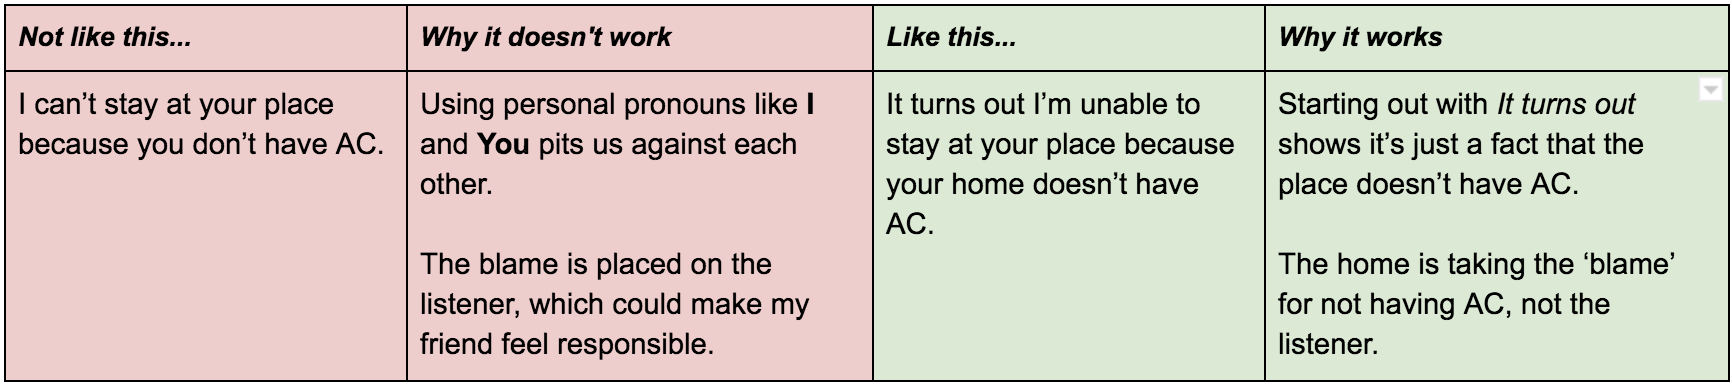 Not like this...
Why it doesn't work
Like this...
Why it works
I can’t stay at your place
because you don’t have AC.
Using personal pronouns like I
and You pits us against each
other.
The blame is placed on the
listener, which could make my
friend feel responsible.
It turns out I’m unable to
stay at your place because
your home doesn’t have
AC.
Starting out with It turns out
shows it’s just a fact that the
place doesn’t have AC.
The home is taking the ‘blame’
for not having AC, not the
listener.